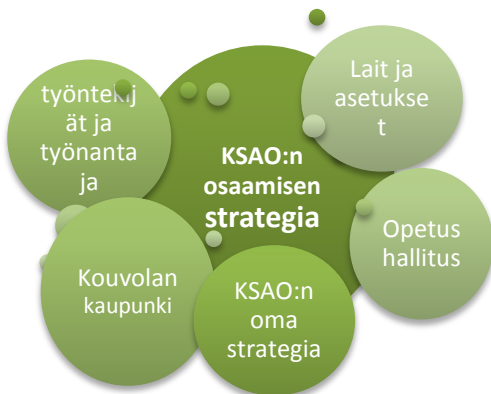 työntekij
ät ja
työnanta
ja
Lait ja
asetukse
t
KSAO:n
osaamisen
strategia
Opetus
hallitus
Kouvolan
kaupunki
KSAO:n
oma
strategia